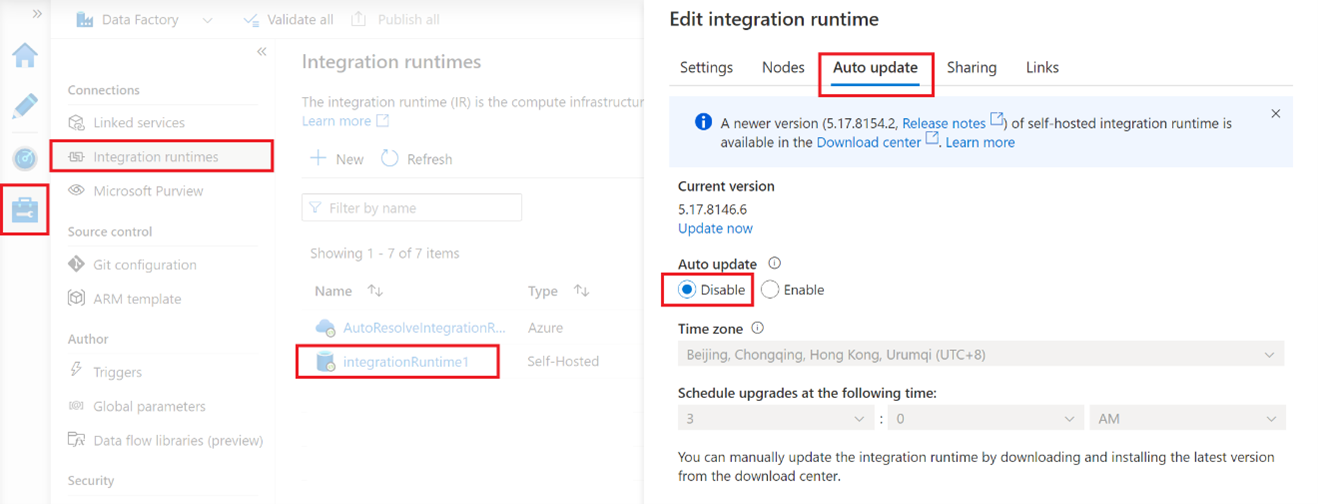 Data Factory
Validate all
Publish all
Connections
Linked services
Integration runtimes
Microsoft Purview
Source control
Git configuration
ARM template
Author
Triggers
Global parameters
Data flow libraries (preview)
Security
Integration runtimes
The integration runtime (IR) is the compute infrastructur
Learn more
New
Refresh
Filter by name
Showing 1 - 7 of 7 items
Name
Type
AutoResolveIntegrationR...
Azure
integrationRuntime1
Self-Hosted
Edit integration runtime
Settings
Nodes
Auto update
Sharing
Links
A newer version (5.17.8154.2, Release notes ) of self-hosted integration runtime is
available in the Download center . Learn more
Current version
5.17.8146.6
Update now
Auto update
Disable
Enable
Time zone
Beijing, Chongqing, Hong Kong, Urumqi (UTC+8)
Schedule upgrades at the following time:
3 : 0 AM
You can manually update the integration runtime by downloading and installing the latest version
from the download center.